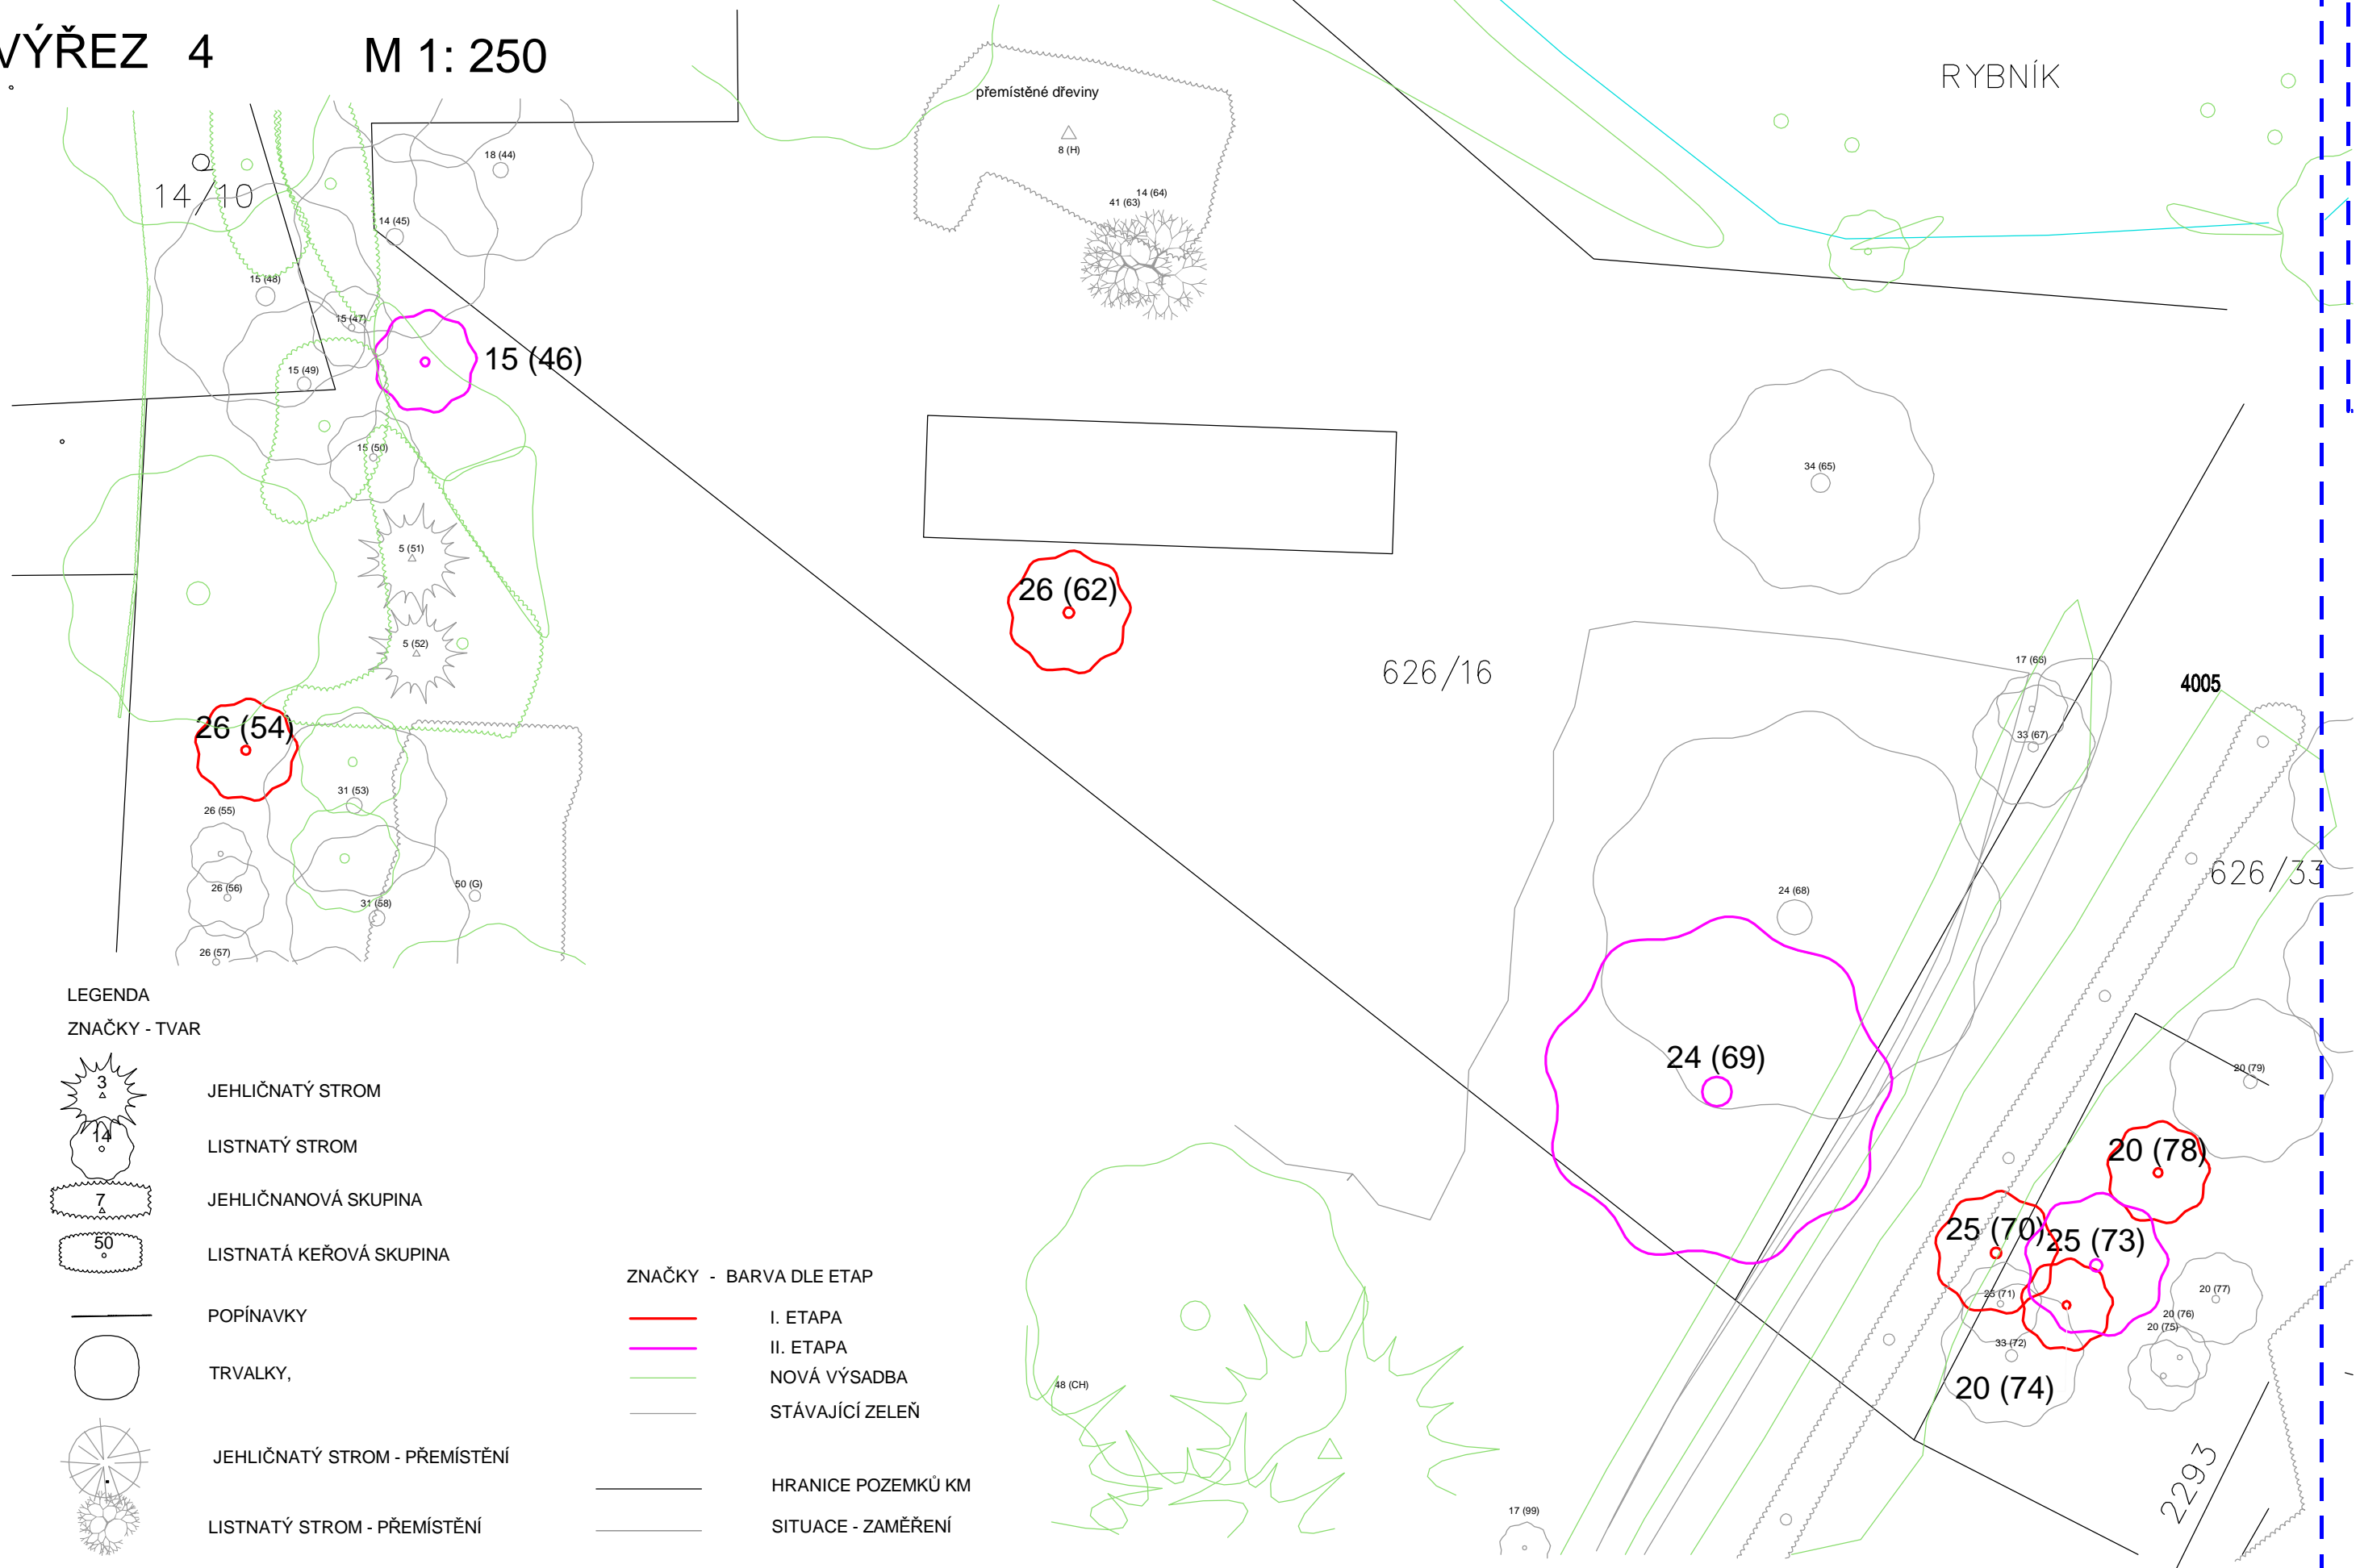 VÝŘEZ 4 M 1: 250
RYBNÍK
přemístěné dřeviny
8 (H)
18 (44)
14/10
14 (64)
41 (63)
14 (45)
15 (48)
15 (47)
15 (46)
15 (49)
15 (50)
34 (65)
5 (51)
26 (62)
5 (52)
626/16
17 (66)
4005
26 (54)
33 (67)
31 (53)
26 (55)
626/33
26 (56)
50 (G)
24 (68)
31 (58)
26 (57)
24 (69)
20 (79)
20 (78)
25 (70)
25 (73)
25 (71)
20 (77)
20 (76)
20 (75)
33 (72)
20 (74)
48 (CH)
2293
17 (99)
LEGENDA
ZNAČKY - TVAR
3
JEHLIČNATÝ STROM
14
LISTNATÝ STROM
7
JEHLIČNANOVÁ SKUPINA
50
LISTNATÁ KEŘOVÁ SKUPINA
POPÍNAVKY
TRVALKY,
JEHLIČNATÝ STROM - PŘEMÍSTĚNÍ
LISTNATÝ STROM - PŘEMÍSTĚNÍ
ZNAČKY - BARVA DLE ETAP
I. ETAPA
II. ETAPA
NOVÁ VÝSADBA
STÁVAJÍCÍ ZELEŇ
HRANICE POZEMKŮ KM
SITUACE - ZAMĚŘENÍ